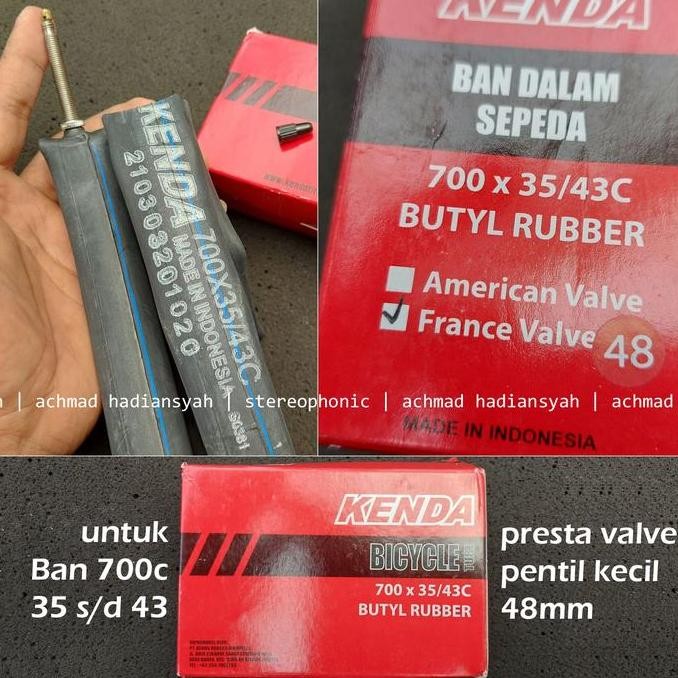 KENDA 700X35/43C
MADE IN INDONESIA
210303201020
KENDA
BAN DALAM
SEPEDA
700 x 35/43C
BUTYL RUBBER
American Valve
France Valve
48
MADE IN INDONESIA
| achmad hadiansyah | stereophonic | achmad hadiansyah | achmad
untuk
Ban 700c
35 s/d 43
KENDA
BICYCLE TUBE
700 x 35/43C
BUTYL RUBBER
presta valve
pentil kecil
48mm